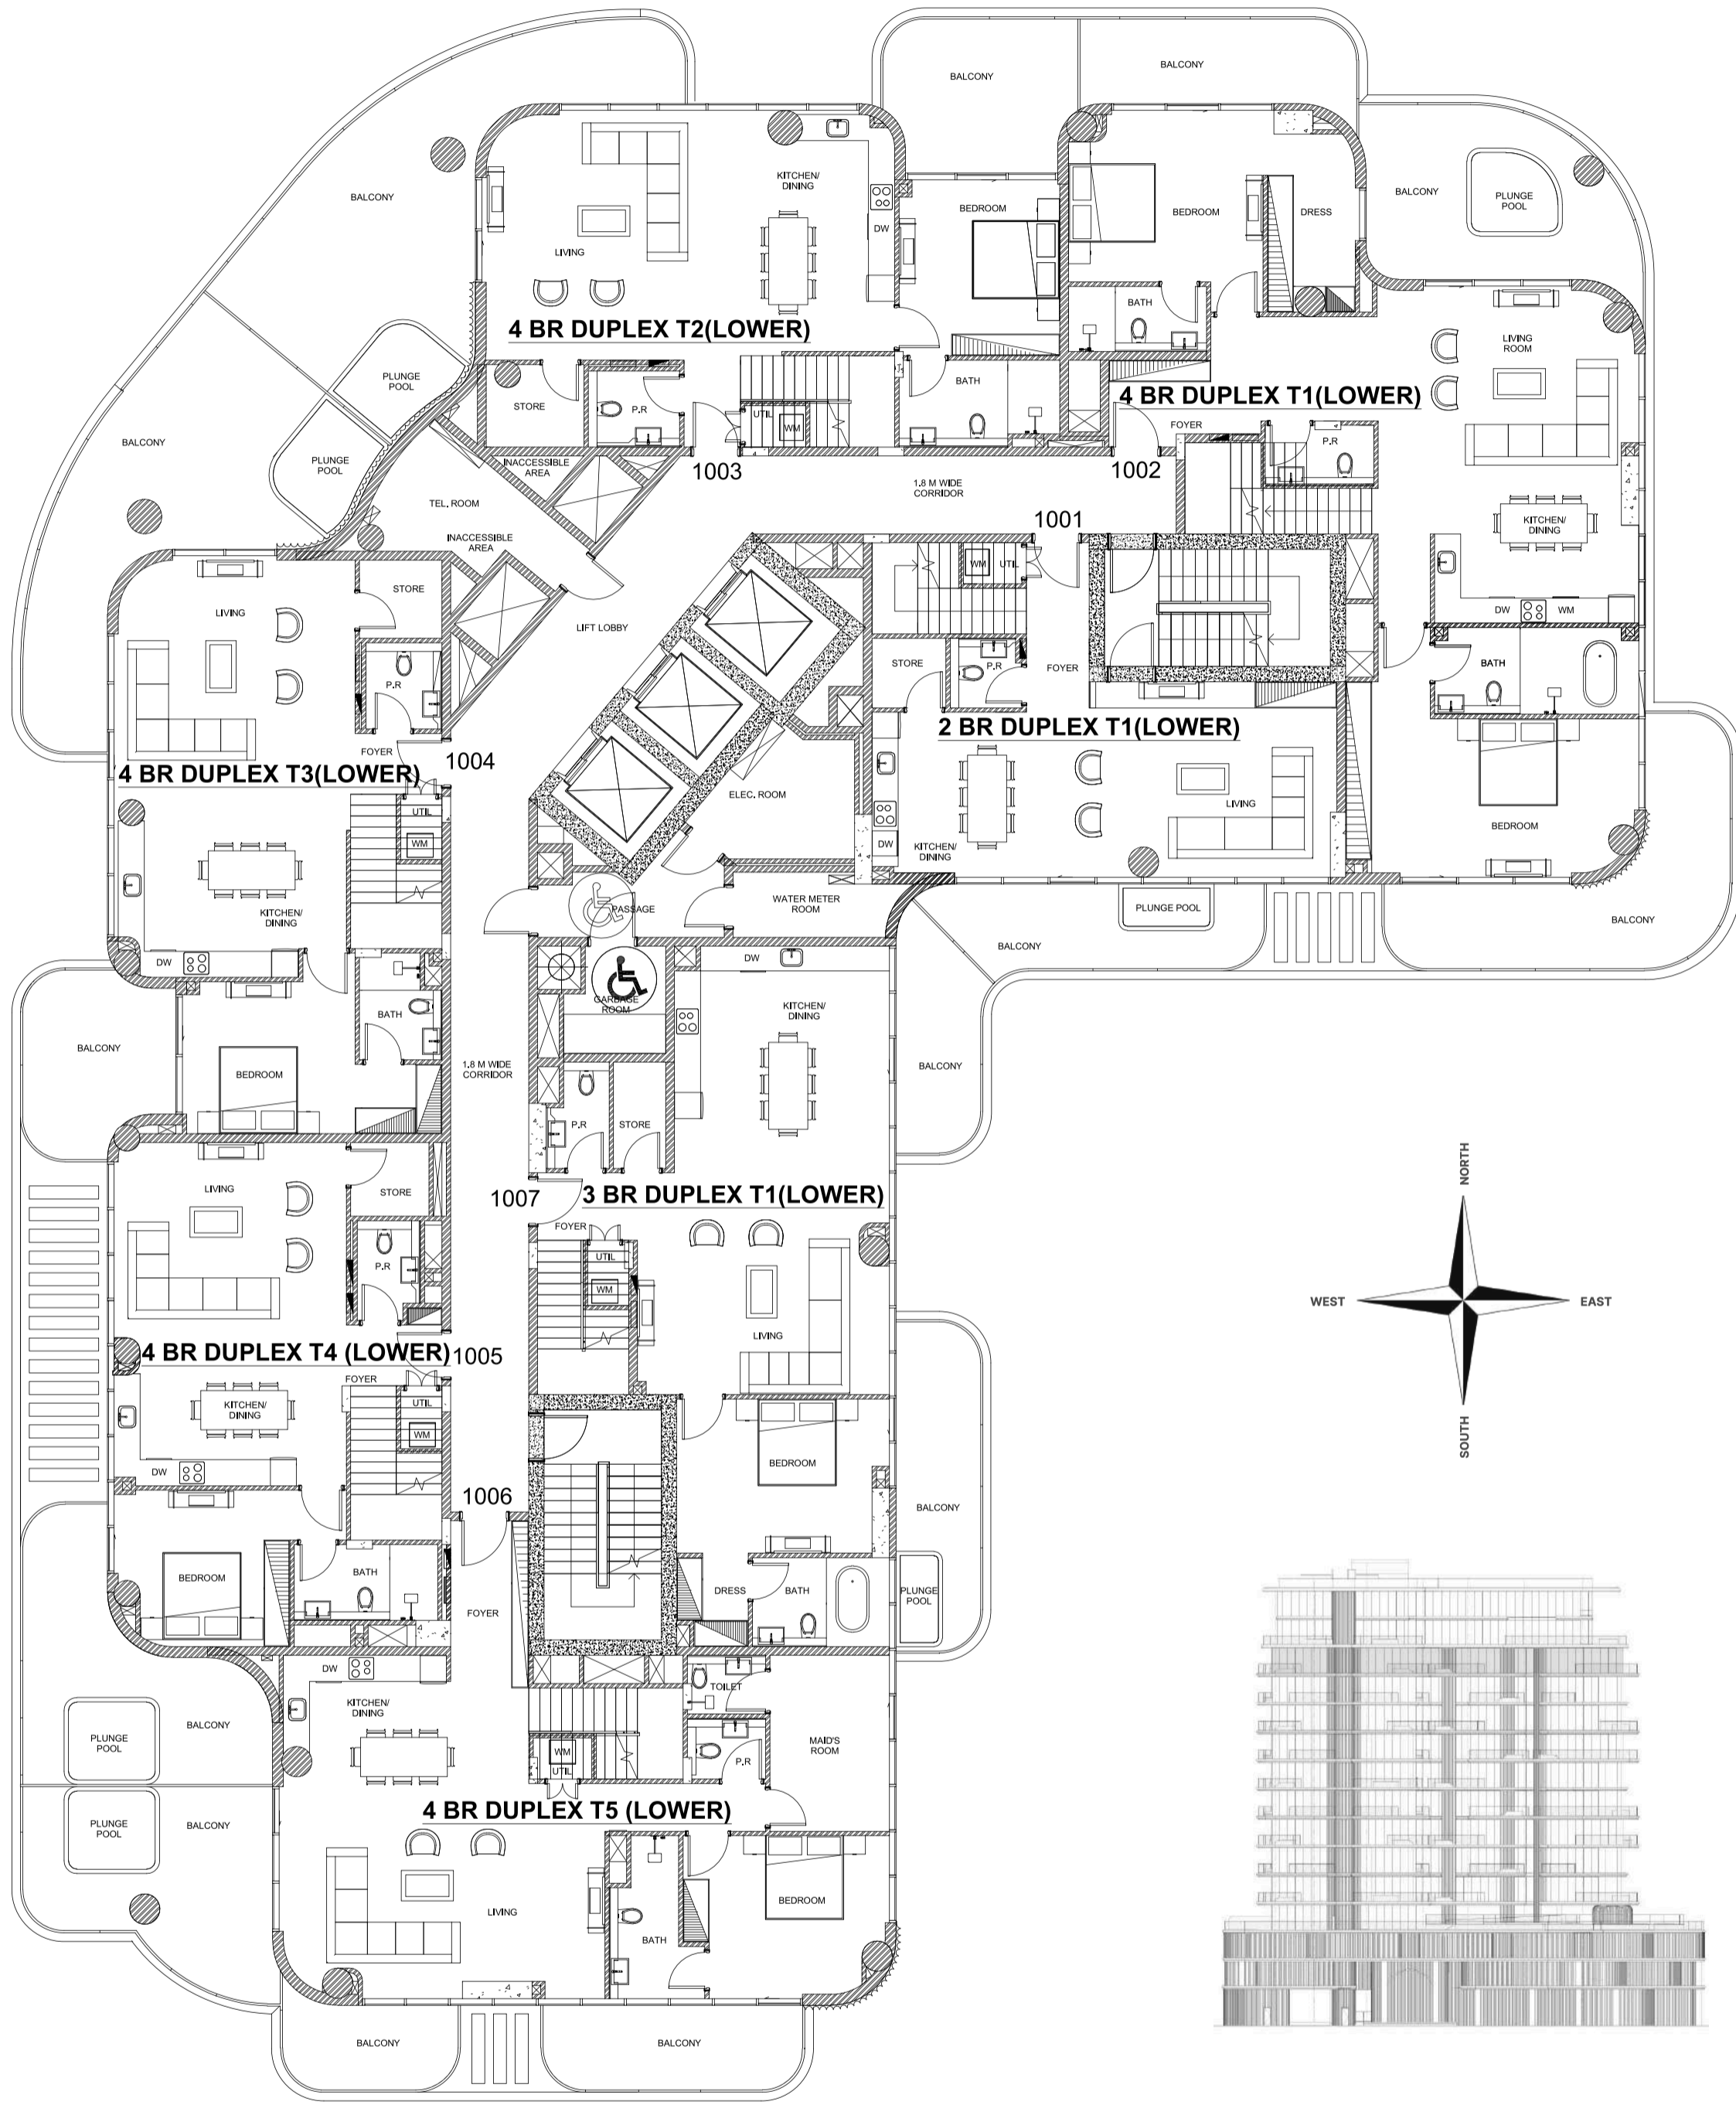 BALCONY
BALCONY
BALCONY
KITCHEN/
DINING
BEDROOM
DW
LIVING
BEDROOM
DRESS
BALCONY
PLUNGE
POOL
BATH
4 BR DUPLEX T2(LOWER)
LIVING
ROOM
PLUNGE
POOL
STORE
P.R
UTIL
WM
BATH
4 BR DUPLEX T1(LOWER)
FOYER
P.R
BALCONY
PLUNGE
POOL
INACCESSIBLE
AREA
1003
1002
TEL. ROOM
1.8 M WIDE
CORRIDOR
1001
KITCHEN/
DINING
INACCESSIBLE
AREA
WM
UTIL
DW
WM
STORE
LIVING
LIFT LOBBY
STORE
P.R
FOYER
BATH
P.R
2 BR DUPLEX T1(LOWER)
FOYER
1004
4 BR DUPLEX T3(LOWER)
ELEC. ROOM
LIVING
UTIL
WM
DW
KITCHEN/
DINING
BEDROOM
KITCHEN/
DINING
PASSAGE
WATER METER
ROOM
PLUNGE POOL
BALCONY
BALCONY
DW
DW
GARBAGE
ROOM
KITCHEN/
DINING
BATH
BALCONY
BEDROOM
1.8 M WIDE
CORRIDOR
BALCONY
P.R
STORE
LIVING
STORE
1007
3 BR DUPLEX T1(LOWER)
FOYER
P.R
UTIL
WM
NORTH
WEST
EAST
SOUTH
LIVING
4 BR DUPLEX T4 (LOWER)
1005
FOYER
KITCHEN/
DINING
UTIL
WM
DW
BEDROOM
1006
BALCONY
BEDROOM
BATH
FOYER
DRESS
BATH
PLUNGE
POOL
DW
TOILET
KITCHEN/
DINING
BALCONY
PLUNGE
POOL
MAID'S
ROOM
WM
UTIL
P.R
4 BR DUPLEX T5 (LOWER)
PLUNGE
POOL
BALCONY
LIVING
BEDROOM
BATH
BALCONY
BALCONY